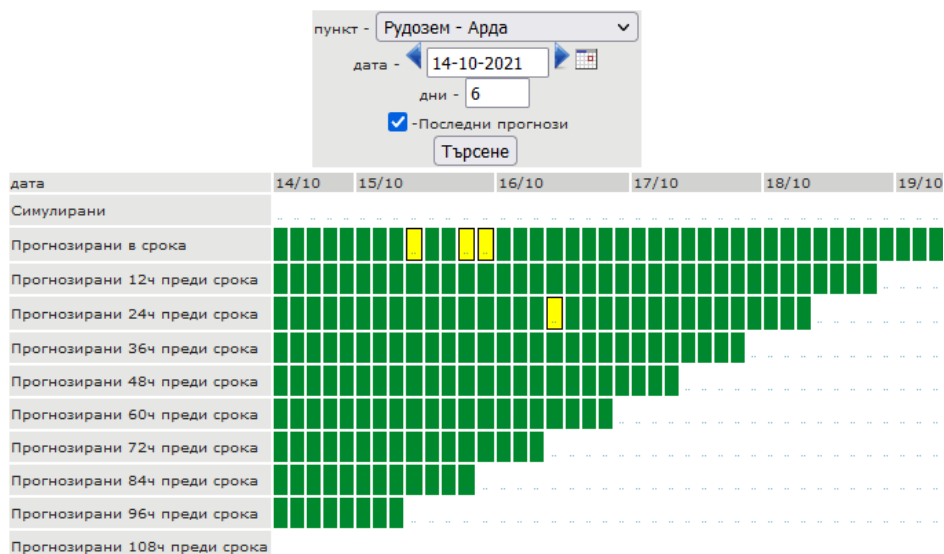 пункт - Рудозем - Арда
дата - 14-10-2021
дни - 6
-Последни прогнози
Търсене
дата 14/10 15/10 16/10 17/10 18/10 19/10
Симулирани
Прогнозирани в срока
Прогнозирани 12ч преди срока
Прогнозирани 24ч преди срока
Прогнозирани 36ч преди срока
Прогнозирани 48ч преди срока
Прогнозирани 60ч преди срока
Прогнозирани 72ч преди срока
Прогнозирани 84ч преди срока
Прогнозирани 96ч преди срока
Прогнозирани 108ч преди срока